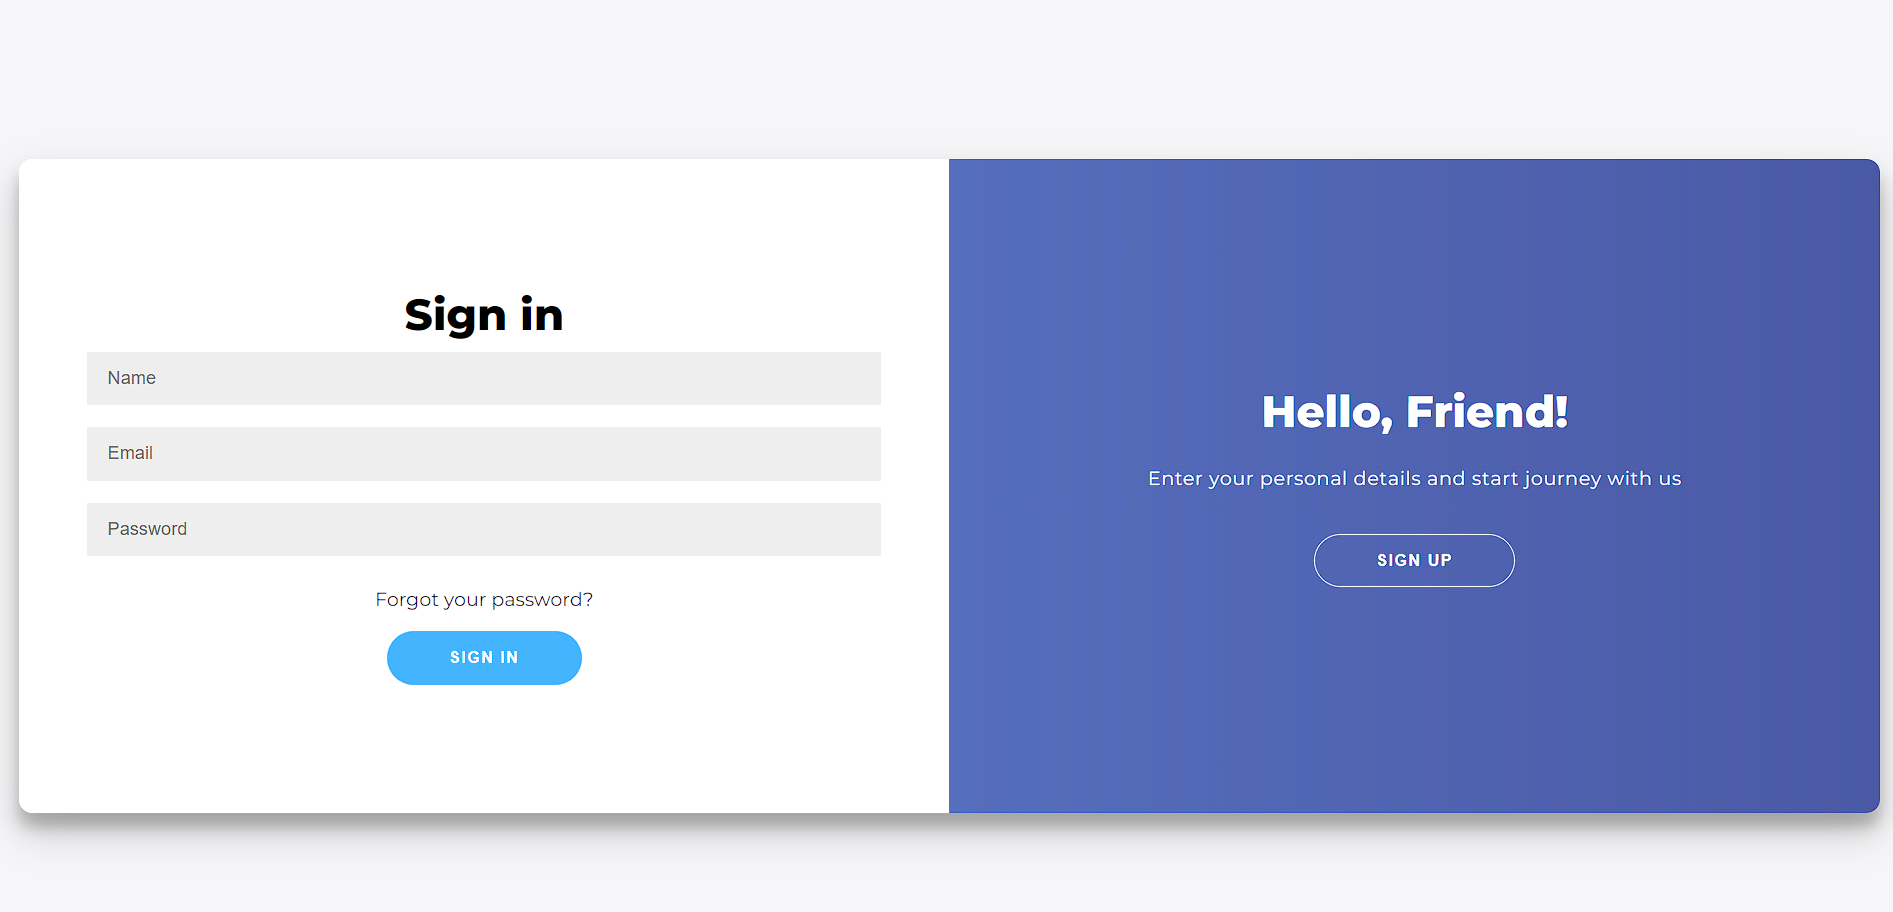 Sign in
Name
Email
Password
Forgot your password?
SIGN IN
Hello, Friend!
Enter your personal details and start journey with us
SIGN UP